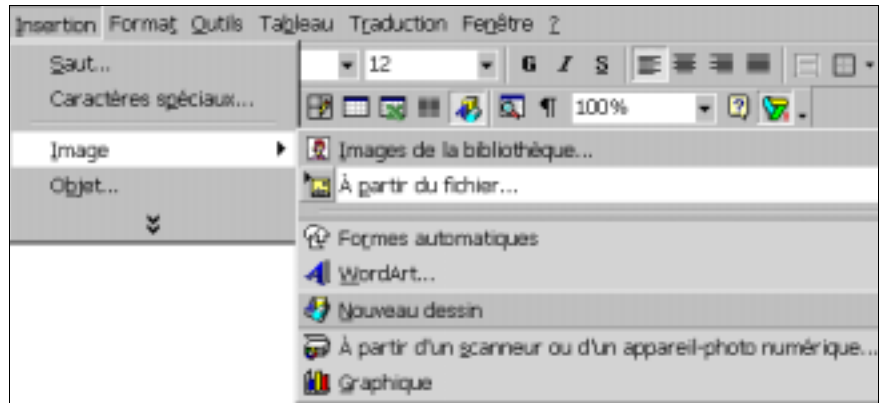 Insertion Format Outils Tableau Traduction Fenêtre ?
Saut...
12 G I S
Caractères spéciaux...
¶ 100%
Image
Images de la bibliothèque...
Objet...
À partir du fichier...
Formes automatiques
WordArt...
Nouveau dessin
À partir d'un scanneur ou d'un appareil-photo numérique...
Graphique